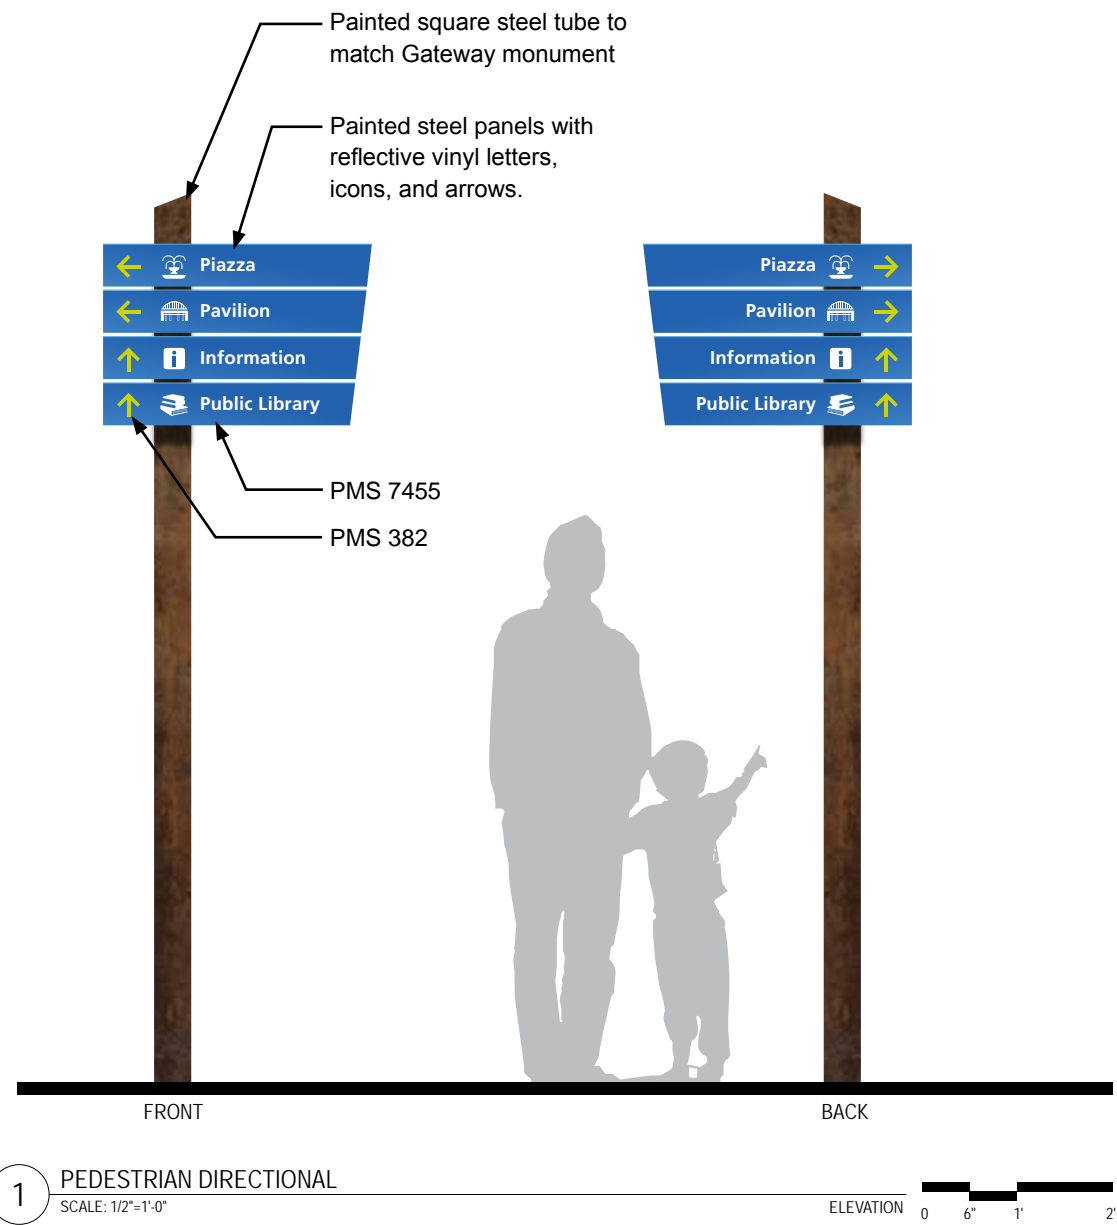 Painted square steel tube to
match Gateway monument
Painted steel panels with
reflective vinyl letters,
icons, and arrows.
Piazza
Pavilion
Information
Public Library
Piazza
Pavilion
Information
Public Library
PMS 7455
PMS 382
FRONT
BACK
1
PEDESTRIAN DIRECTIONAL
SCALE: 1/2"=1'-0"
ELEVATION
0 6" 1' 2'